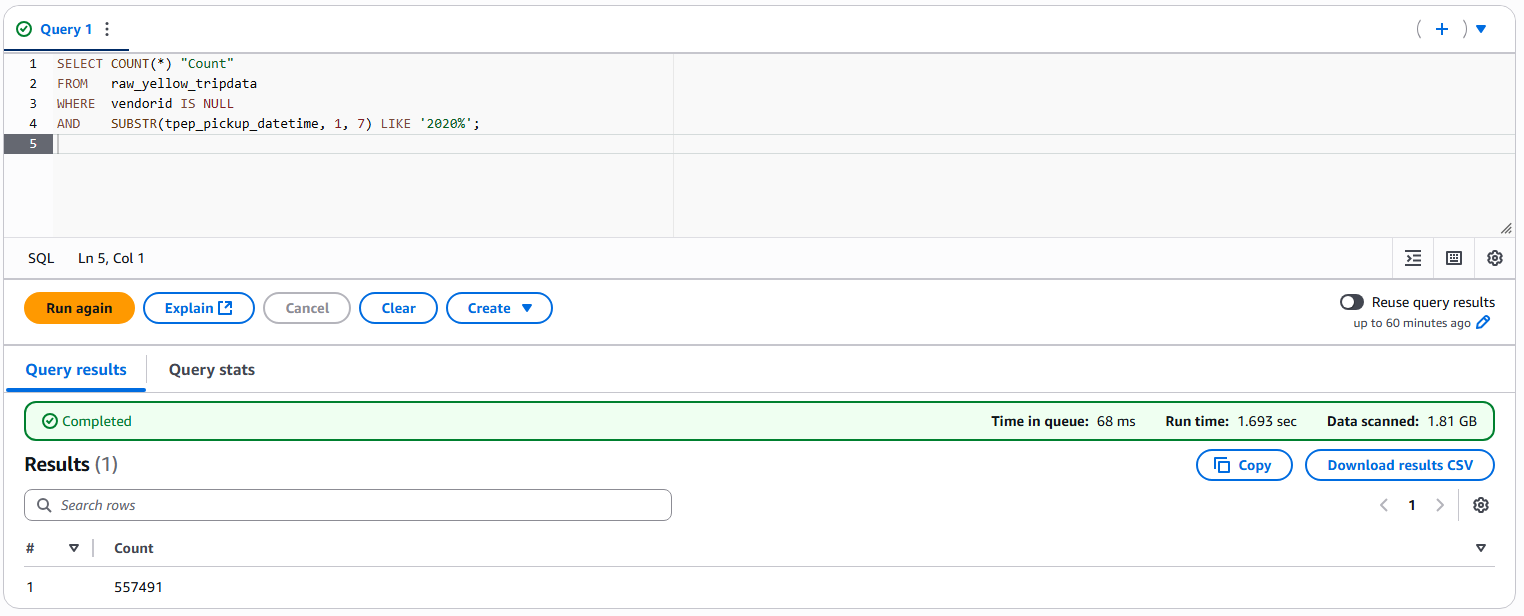 Query 1
1 SELECT COUNT(*) "Count"
2 FROM raw_yellow_tripdata
3 WHERE vendorid IS NULL
4 AND SUBSTR(tpep_pickup_datetime, 1, 7) LIKE '2020%';
5
SQL Ln 5, Col 1
Run again Explain Cancel Clear Create Reuse query results
up to 60 minutes ago
Query results Query stats
Completed Time in queue: 68 ms Run time: 1.693 sec Data scanned: 1.81 GB
Results (1) Copy Download results CSV
Search rows 1
# Count
1 557491